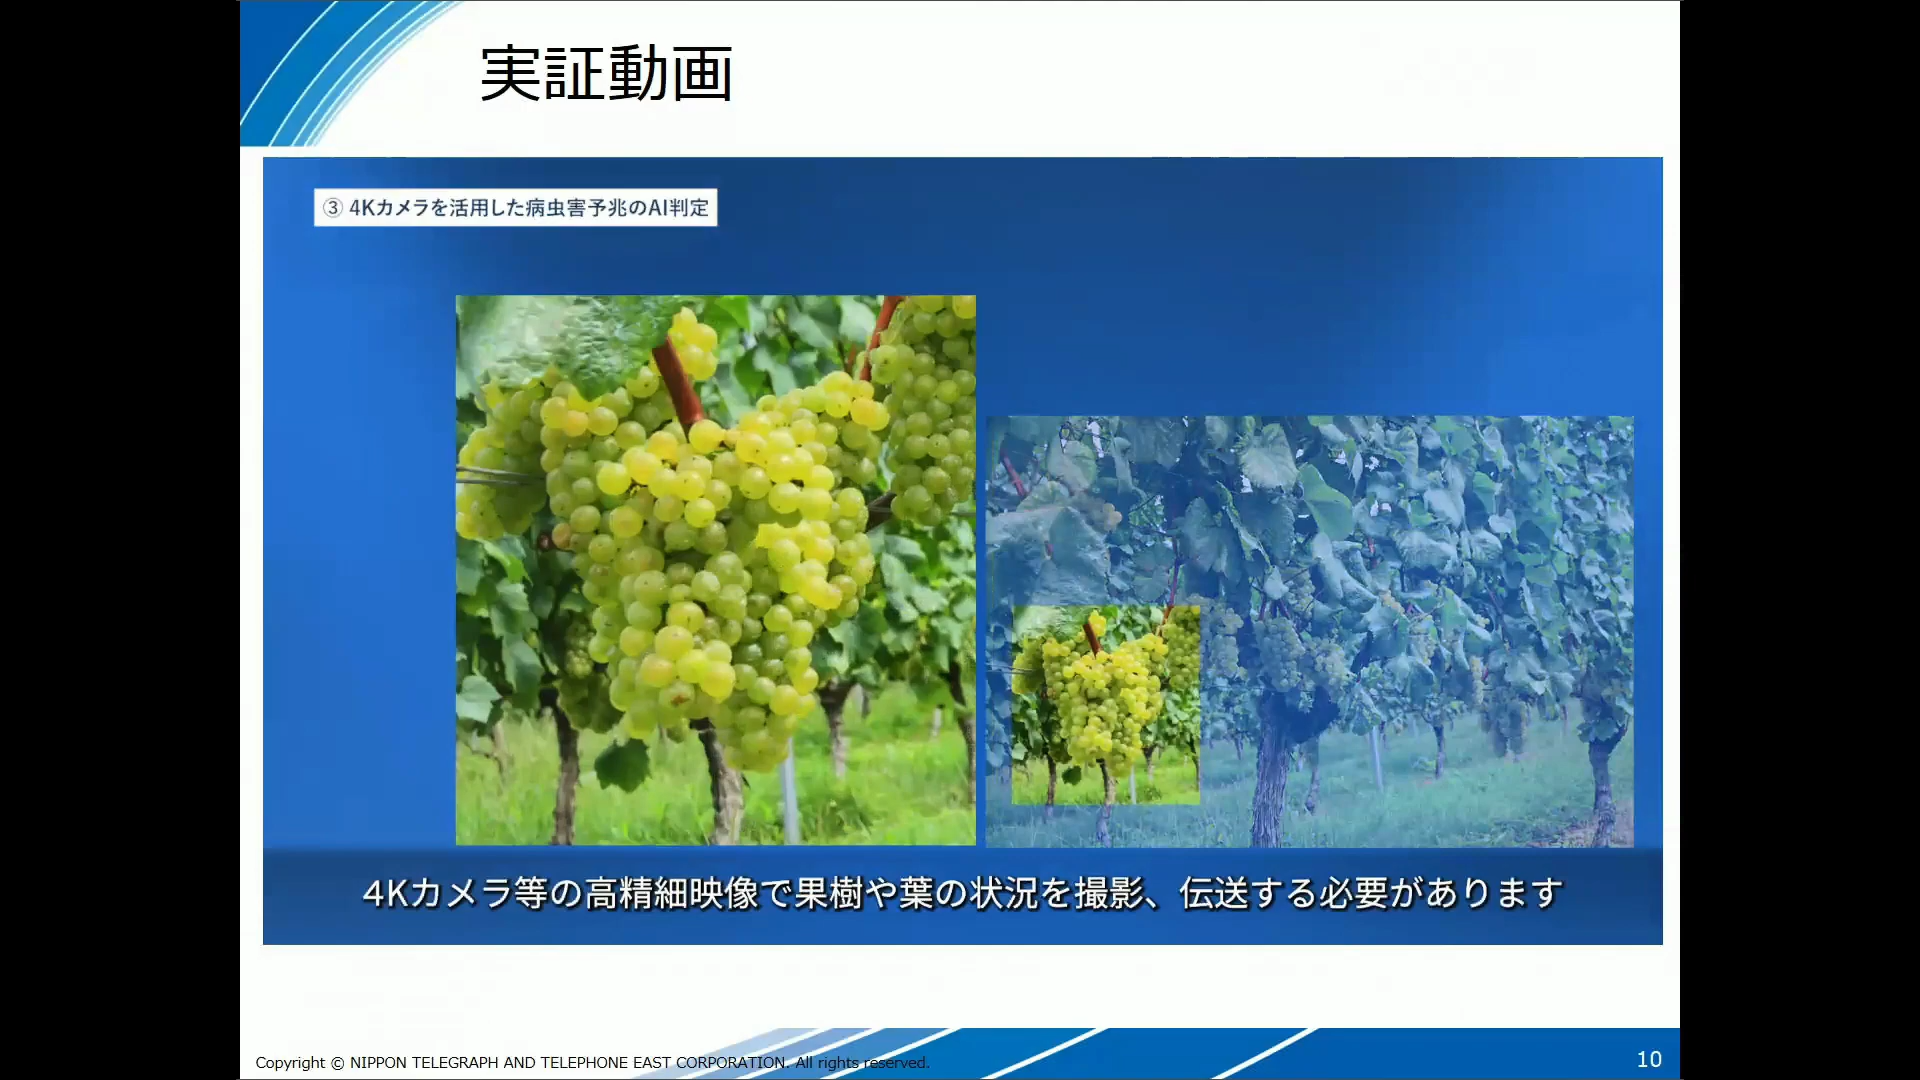 実証動画
③ 4Kカメラを活用した病虫害予兆のAI判定
4Kカメラ等の高精細映像で果樹や葉の状況を撮影、伝送する必要があります
Copyright © NIPPON TELEGRAPH AND TELEPHONE EAST CORPORATION. All rights reserved.
10